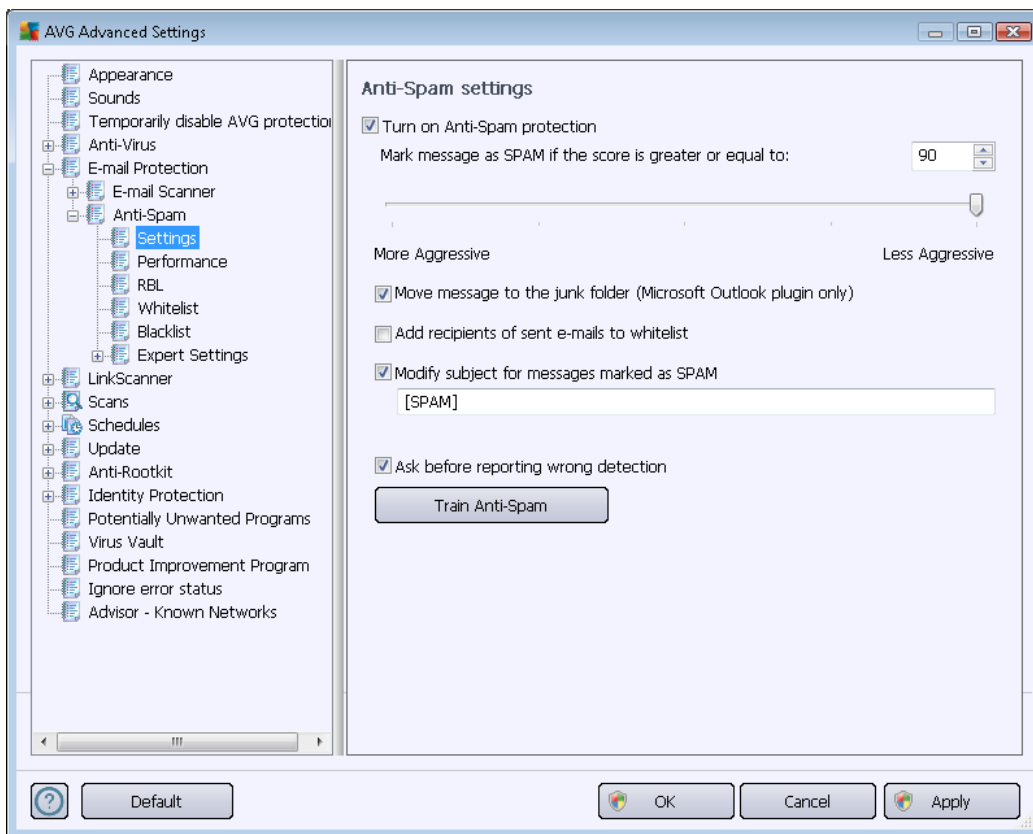 AVG Advanced Settings
Appearance
Sounds
Temporarily disable AVG protection
Anti-Virus
E-mail Protection
E-mail Scanner
Anti-Spam
Settings
Performance
RBL
Whitelist
Blacklist
Expert Settings
LinkScanner
Scans
Schedules
Update
Anti-Rootkit
Identity Protection
Potentially Unwanted Programs
Virus Vault
Product Improvement Program
Ignore error status
Advisor - Known Networks
Anti-Spam settings
Turn on Anti-Spam protection
Mark message as SPAM if the score is greater or equal to: 90
More Aggressive Less Aggressive
Move message to the junk folder (Microsoft Outlook plugin only)
Add recipients of sent e-mails to whitelist
Modify subject for messages marked as SPAM
[SPAM]
Ask before reporting wrong detection
Train Anti-Spam
? Default OK Cancel Apply